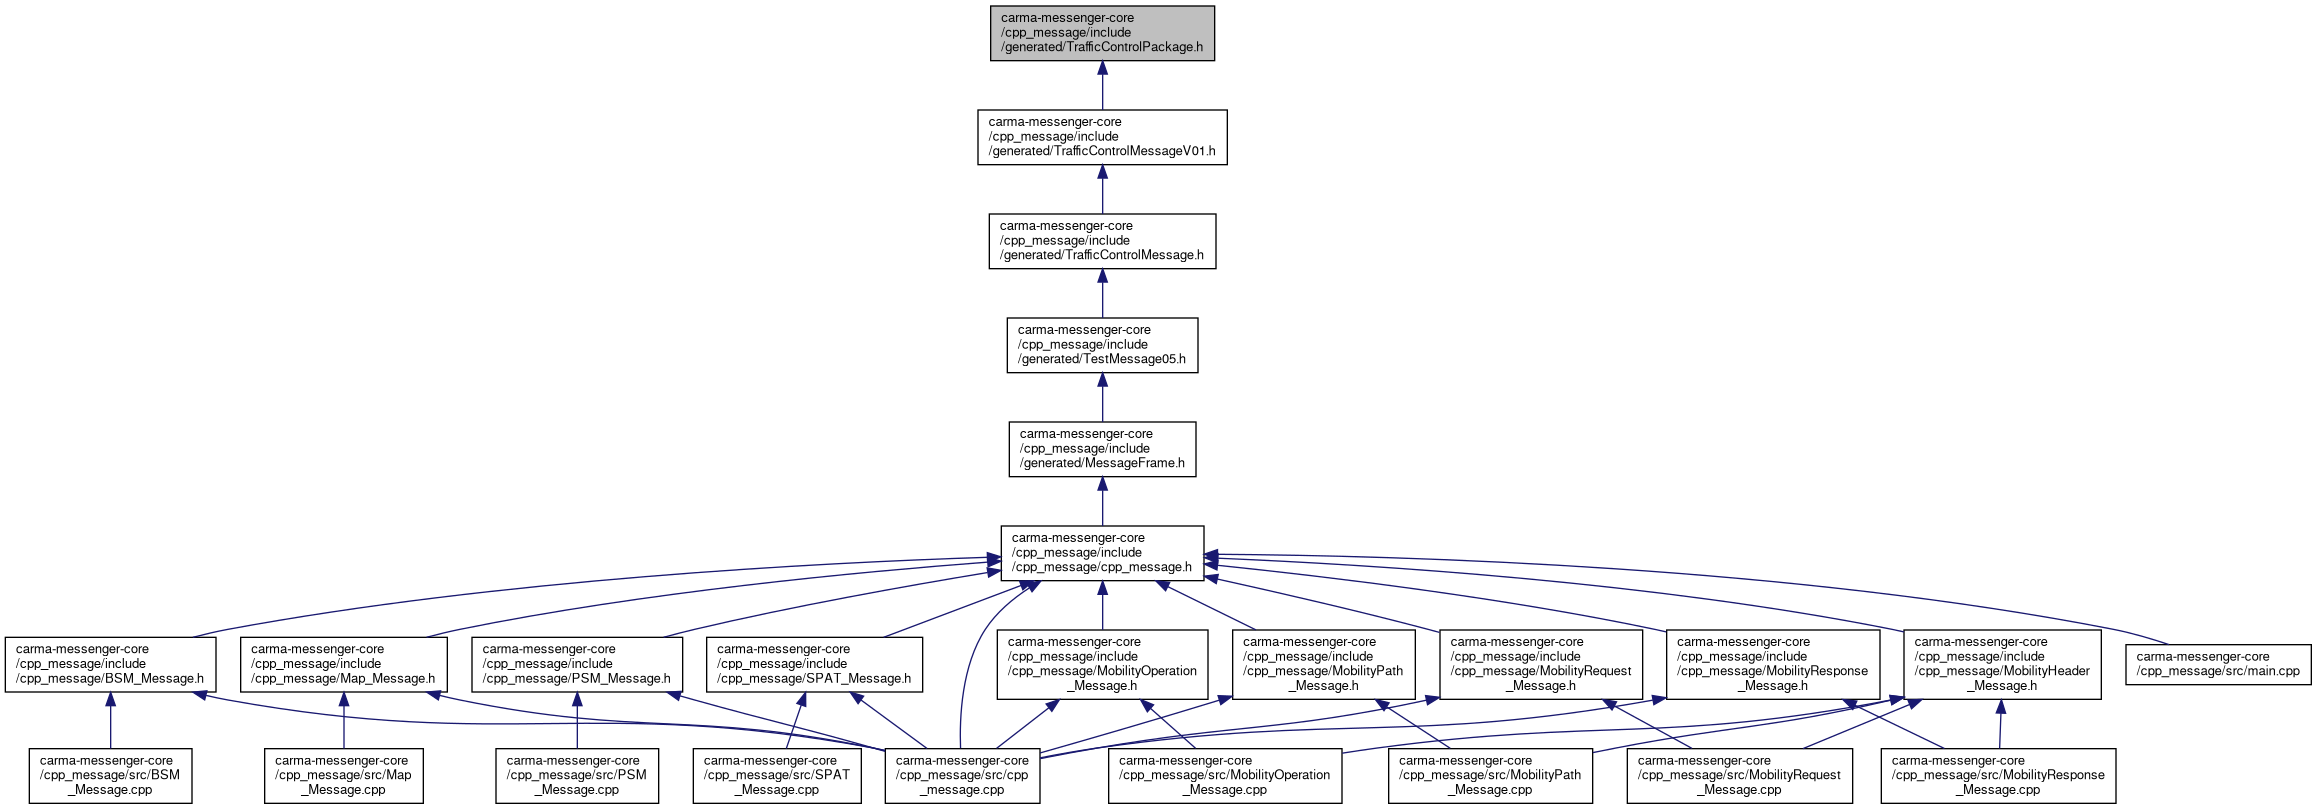 carma-messenger-core
/cpp_message/include
/generated/TrafficControlPackage.h
carma-messenger-core
/cpp_message/include
/generated/TrafficControlMessageV01.h
carma-messenger-core
/cpp_message/include
/generated/TrafficControlMessage.h
carma-messenger-core
/cpp_message/include
/generated/TestMessage05.h
carma-messenger-core
/cpp_message/include
/generated/MessageFrame.h
carma-messenger-core
/cpp_message/include
/cpp_message/cpp_message.h
carma-messenger-core
/cpp_message/include
/cpp_message/BSM_Message.h
carma-messenger-core
/cpp_message/include
/cpp_message/Map_Message.h
carma-messenger-core
/cpp_message/include
/cpp_message/PSM_Message.h
carma-messenger-core
/cpp_message/include
/cpp_message/SPAT_Message.h
carma-messenger-core
/cpp_message/include
/cpp_message/MobilityOperation
_Message.h
carma-messenger-core
/cpp_message/include
/cpp_message/MobilityPath
_Message.h
carma-messenger-core
/cpp_message/include
/cpp_message/MobilityRequest
_Message.h
carma-messenger-core
/cpp_message/include
/cpp_message/MobilityResponse
_Message.h
carma-messenger-core
/cpp_message/include
/cpp_message/MobilityHeader
_Message.h
carma-messenger-core
/cpp_message/src/main.cpp
carma-messenger-core
/cpp_message/src/BSM
_Message.cpp
carma-messenger-core
/cpp_message/src/Map
_Message.cpp
carma-messenger-core
/cpp_message/src/PSM
_Message.cpp
carma-messenger-core
/cpp_message/src/SPAT
_Message.cpp
carma-messenger-core
/cpp_message/src/cpp
_message.cpp
carma-messenger-core
/cpp_message/src/MobilityOperation
_Message.cpp
carma-messenger-core
/cpp_message/src/MobilityPath
_Message.cpp
carma-messenger-core
/cpp_message/src/MobilityRequest
_Message.cpp
carma-messenger-core
/cpp_message/src/MobilityResponse
_Message.cpp